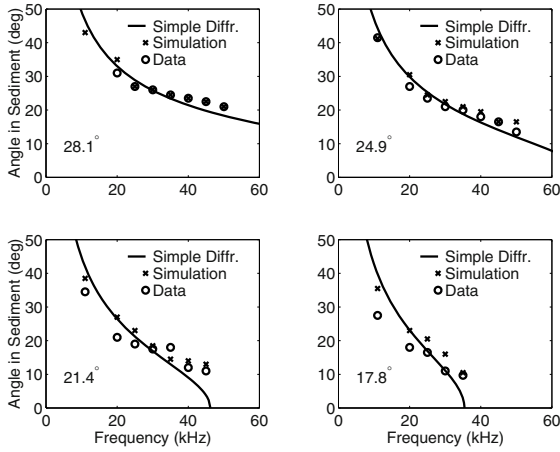 Angle in Sediment (deg)
50
40
30
20
10
0
Simple Diffr.
Simulation
Data
28.1°
0 20 40 60
50
40
30
20
10
0
Simple Diffr.
Simulation
Data
24.9°
0 20 40 60
Angle in Sediment (deg)
50
40
30
20
10
0
Simple Diffr.
Simulation
Data
21.4°
0 20 40 60
Frequency (kHz)
50
40
30
20
10
0
Simple Diffr.
Simulation
Data
17.8°
0 20 40 60
Frequency (kHz)